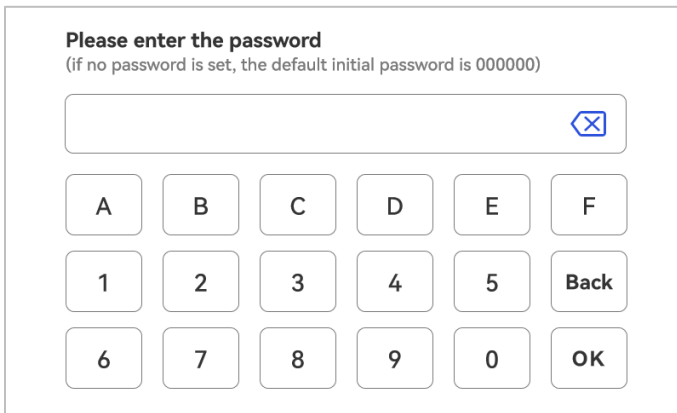 Please enter the password
(if no password is set, the default initial password is 000000)
A B C D E F
1 2 3 4 5 Back
6 7 8 9 0 OK